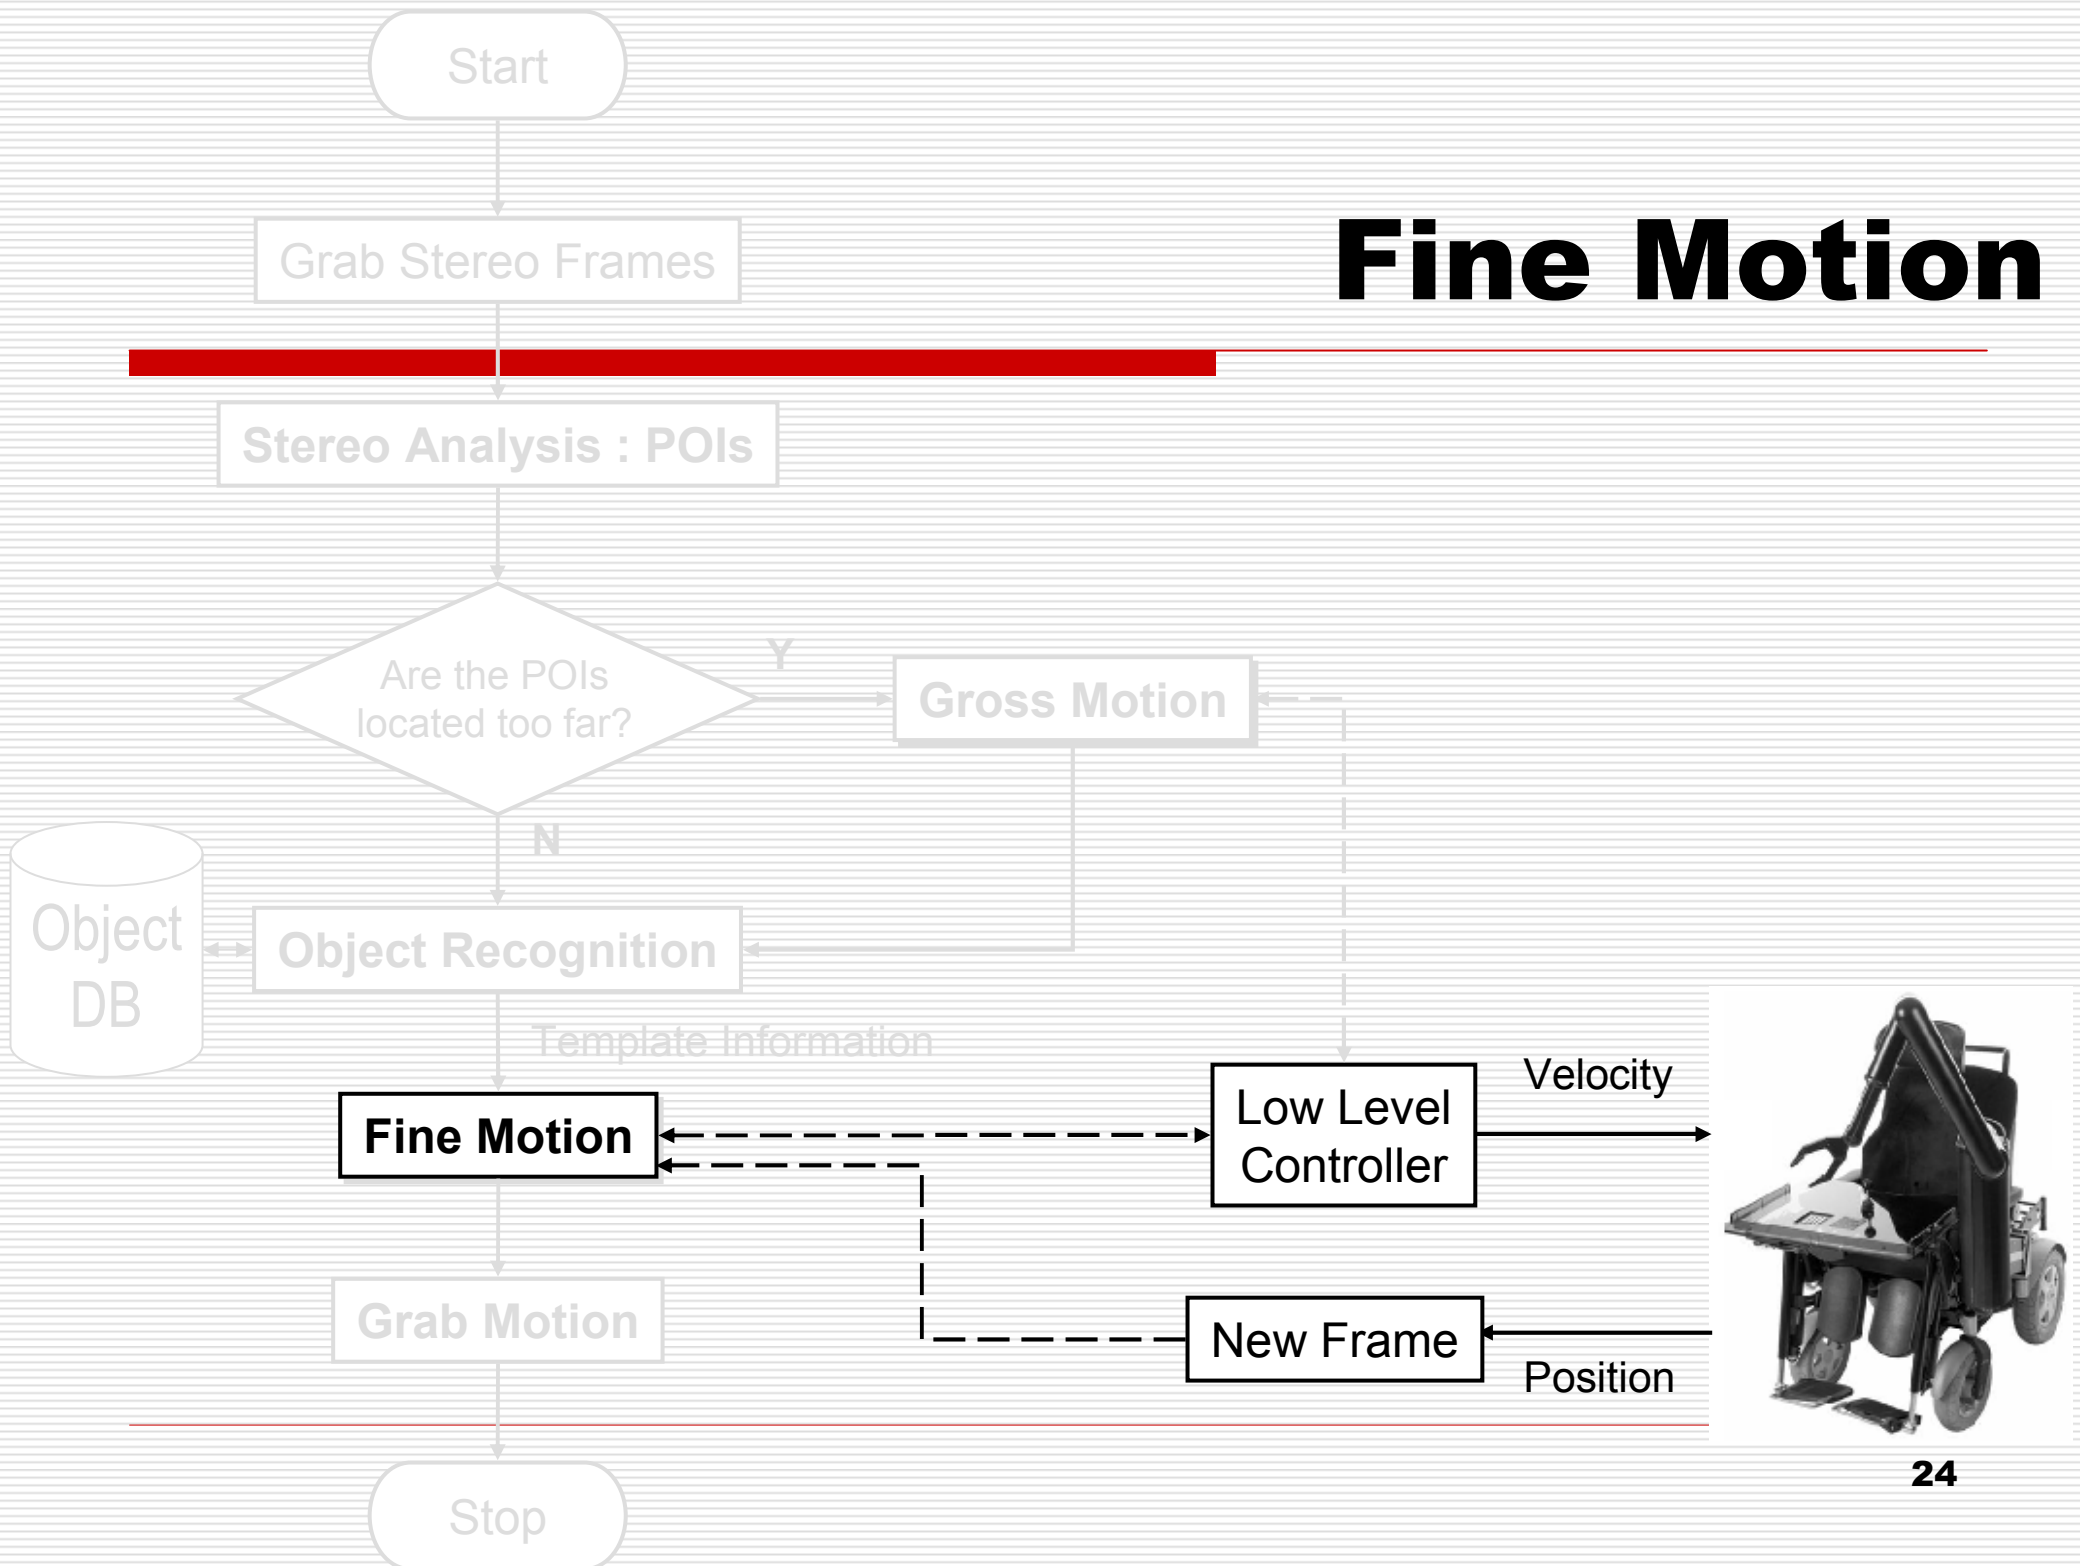 Start
Grab Stereo Frames
Fine Motion
Stereo Analysis : POIs
Are the POIs
located too far?
Y
Gross Motion
N
Object
DB
Object Recognition
Template Information
Fine Motion
Low Level
Controller
Velocity
Grab Motion
New Frame
Position
24
Stop